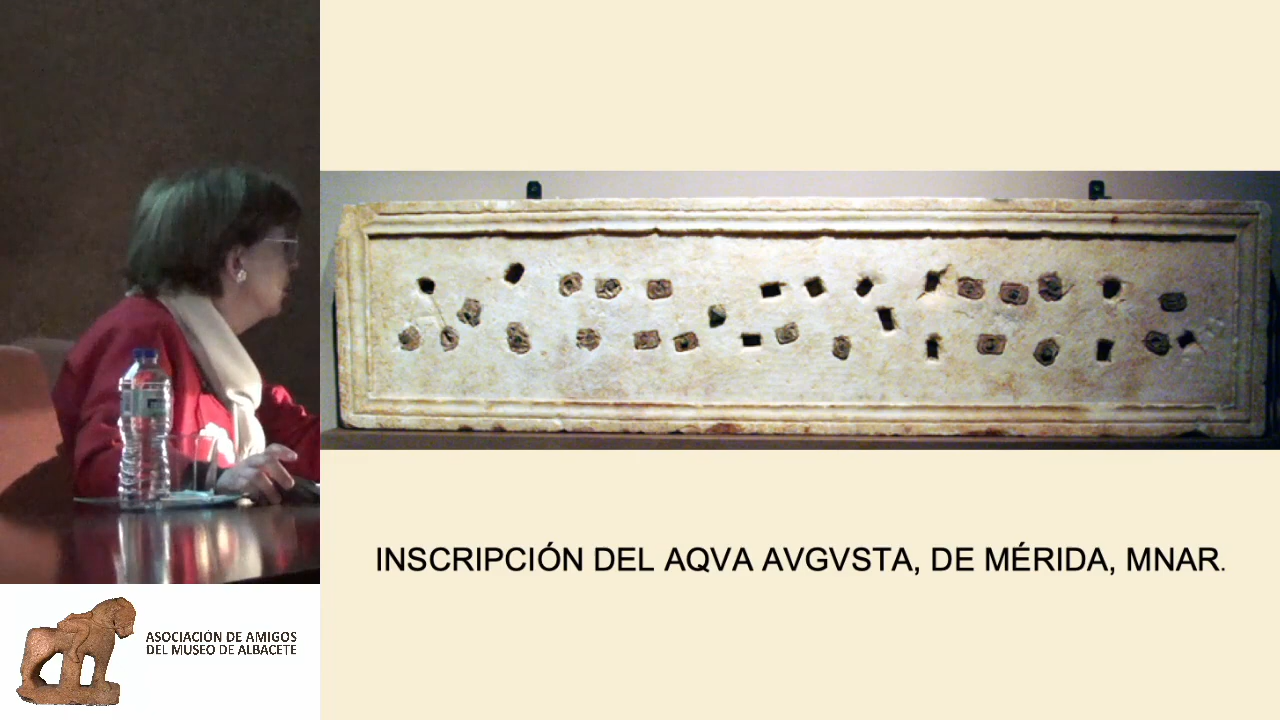 INSCRIPCIÓN DEL AQVA AVGVSTA, DE MÉRIDA, MNAR.
ASOCIACIÓN DE AMIGOS
DEL MUSEO DE ALBACETE